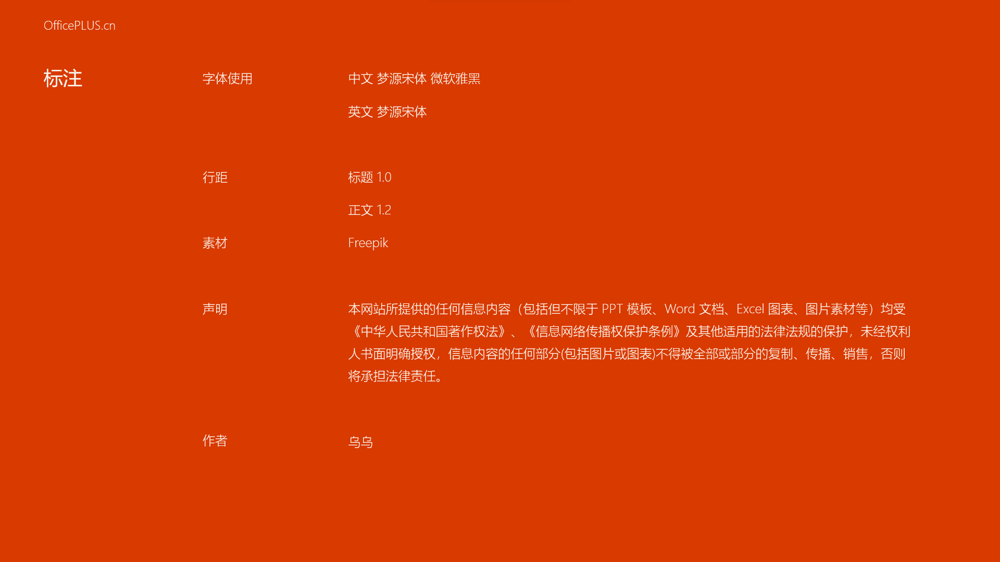 OfficePLUS.cn
标注
字体使用
中文 梦源宋体 微软雅黑
英文 梦源宋体
行距
标题 1.0
正文 1.2
素材
Freepik
声明
本网站所提供的任何信息内容（包括但不限于 PPT 模板、Word 文档、Excel 图表、图片素材等）均受
《中华人民共和国著作权法》、《信息网络传播权保护条例》及其他适用的法律法规的保护，未经权利
人书面明确授权，信息内容的任何部分(包括图片或图表)不得被全部或部分的复制、传播、销售，否则
将承担法律责任。
作者
乌乌